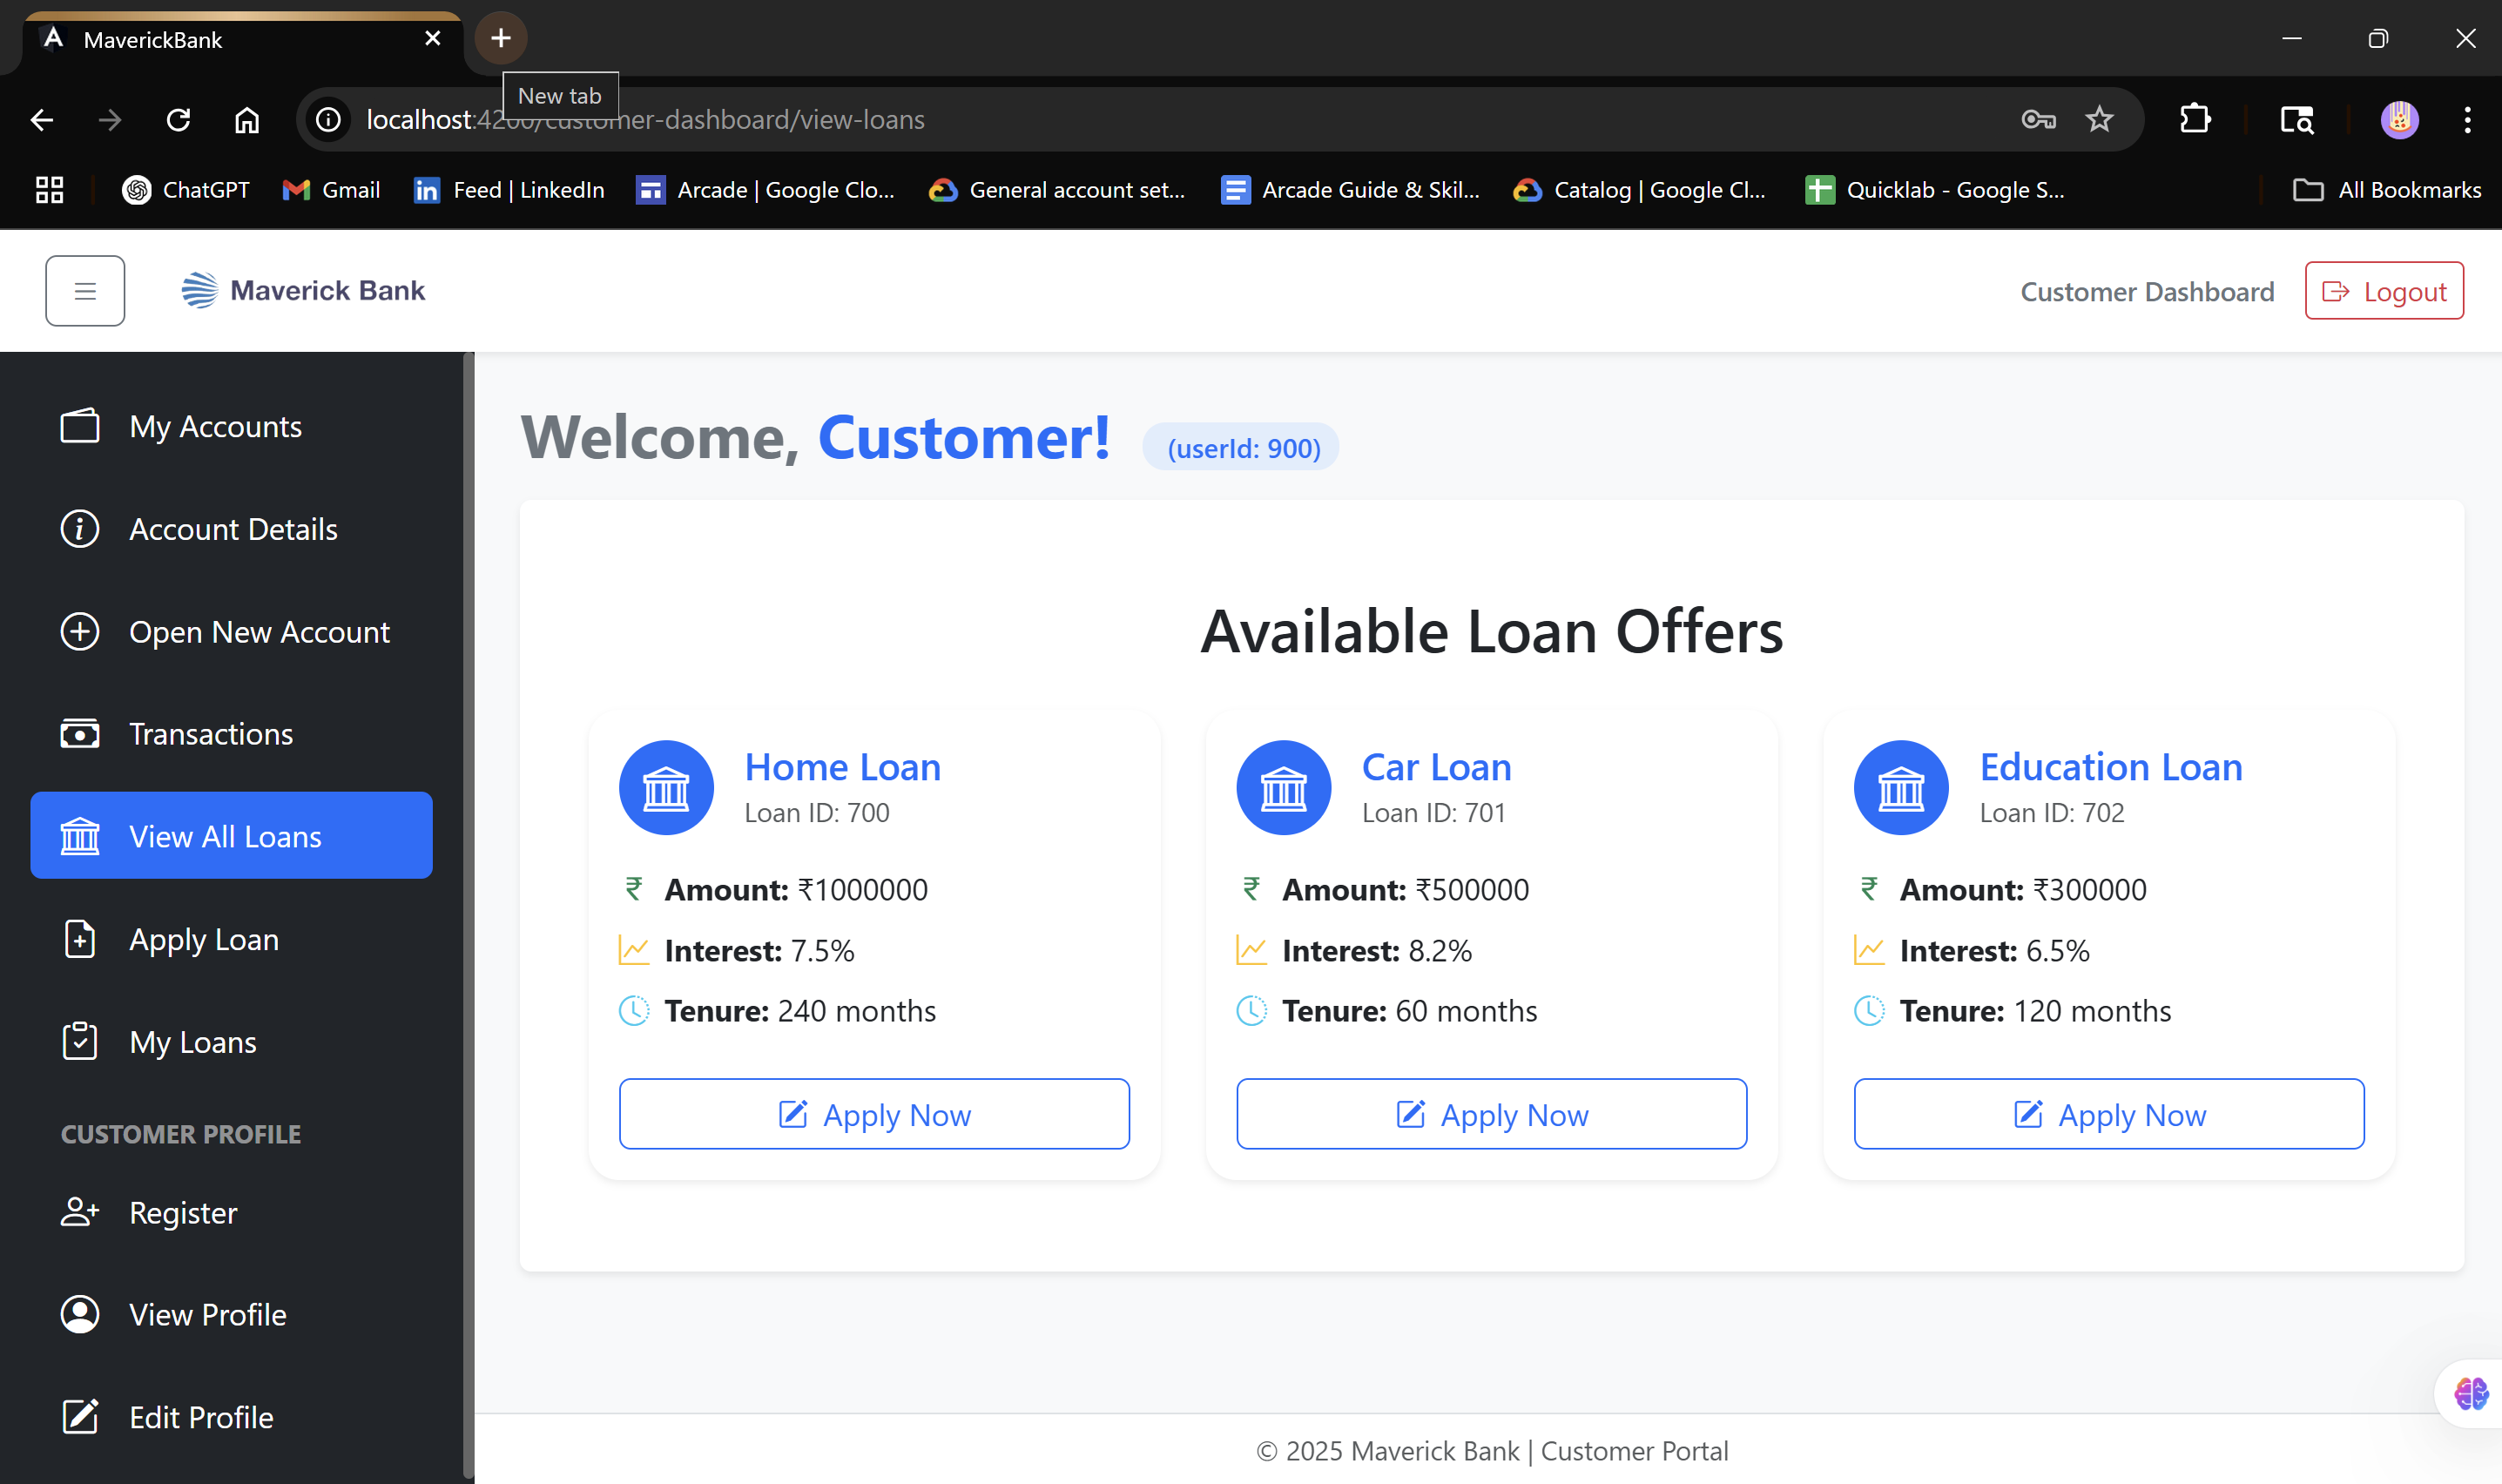 MaverickBank
New tab
localhost:4200/customer-dashboard/view-loans
ChatGPT
Gmail
Feed | LinkedIn
Arcade | Google Clo...
General account set...
Arcade Guide & Skil...
Catalog | Google Cl...
Quicklab - Google S...
All Bookmarks
Maverick Bank
Customer Dashboard
Logout
My Accounts
Account Details
Open New Account
Transactions
View All Loans
Apply Loan
My Loans
CUSTOMER PROFILE
Register
View Profile
Edit Profile
Welcome, Customer! (userId: 900)
Available Loan Offers
Home Loan
Loan ID: 700
₹ Amount: ₹1000000
Interest: 7.5%
Tenure: 240 months
Apply Now
Car Loan
Loan ID: 701
₹ Amount: ₹500000
Interest: 8.2%
Tenure: 60 months
Apply Now
Education Loan
Loan ID: 702
₹ Amount: ₹300000
Interest: 6.5%
Tenure: 120 months
Apply Now
© 2025 Maverick Bank | Customer Portal